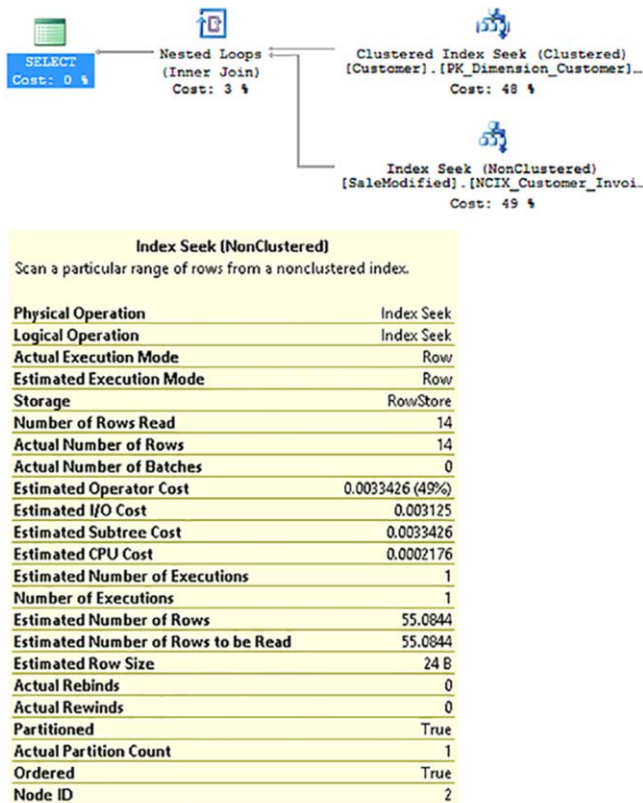 SELECT
Cost: 0 %
Nested Loops
(Inner Join)
Cost: 3 %
Clustered Index Seek (Clustered)
[Customer].[PK_Dimension_Customer]…
Cost: 48 %
Index Seek (NonClustered)
[SaleModified].[NCIX_Customer_Invoi…
Cost: 49 %
Index Seek (NonClustered)
Scan a particular range of rows from a nonclustered index.
Physical Operation Index Seek
Logical Operation Index Seek
Actual Execution Mode Row
Estimated Execution Mode Row
Storage RowStore
Number of Rows Read 14
Actual Number of Rows 14
Actual Number of Batches 0
Estimated Operator Cost 0.0033426 (49%)
Estimated I/O Cost 0.003125
Estimated Subtree Cost 0.0033426
Estimated CPU Cost 0.0002176
Estimated Number of Executions 1
Number of Executions 1
Estimated Number of Rows 55.0844
Estimated Number of Rows to be Read 55.0844
Estimated Row Size 24 B
Actual Rebinds 0
Actual Rewinds 0
Partitioned True
Actual Partition Count 1
Ordered True
Node ID 2